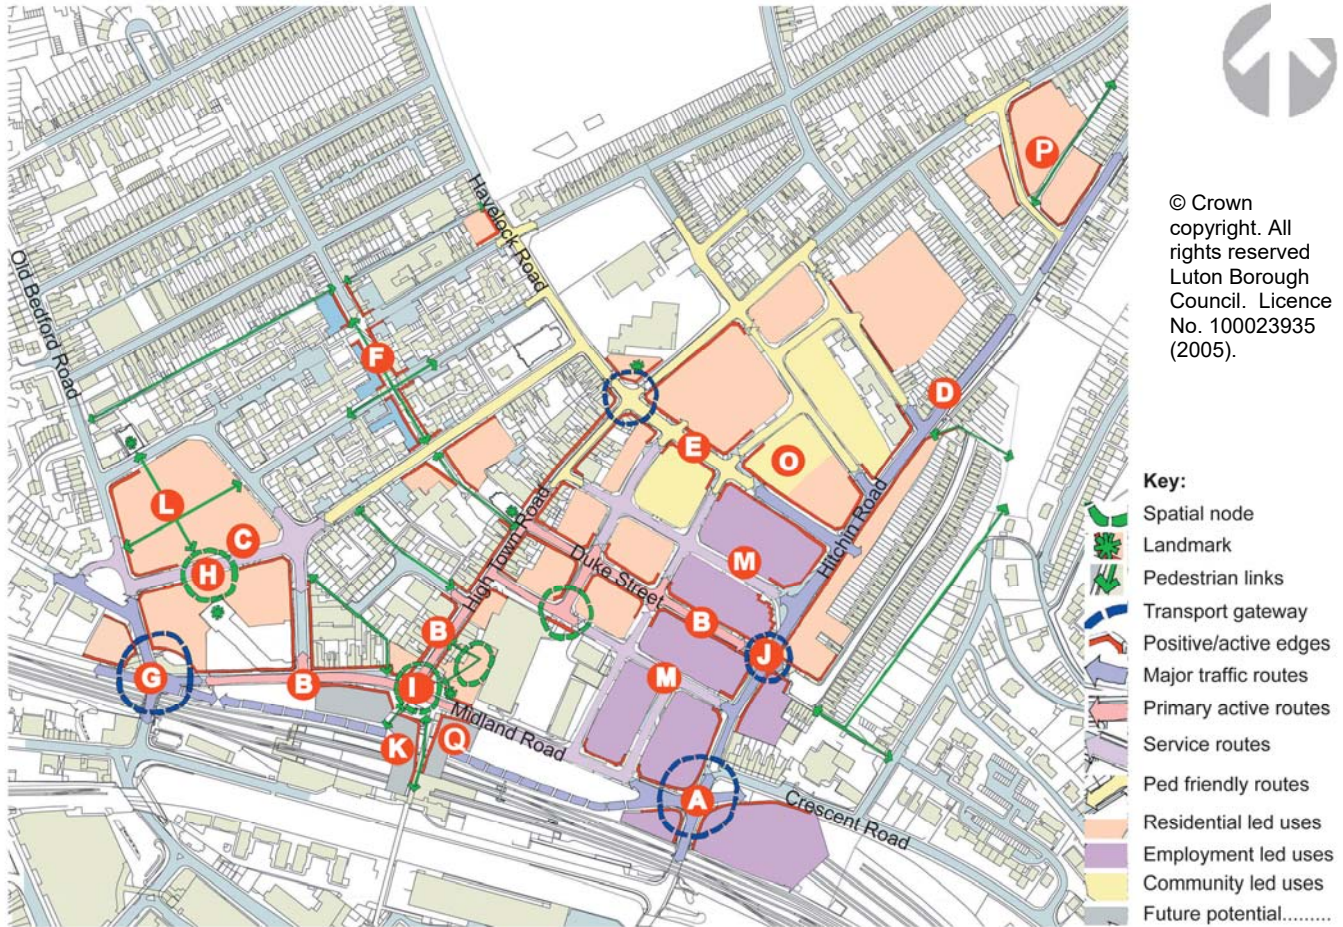 © Crown
copyright. All
rights reserved
Luton Borough
Council. Licence
No. 100023935
(2005).
P
Havelock Road
Old Bedford Road
F
D
E
O
L
C
H
High Town Road
Duke Street
Hitchin Road
M
B
B
J
G
B
I
M
Midland Road
K
Q
A
Crescent Road
Key:
Spatial node
Landmark
Pedestrian links
Transport gateway
Positive/active edges
Major traffic routes
Primary active routes
Service routes
Ped friendly routes
Residential led uses
Employment led uses
Community led uses
Future potential.........